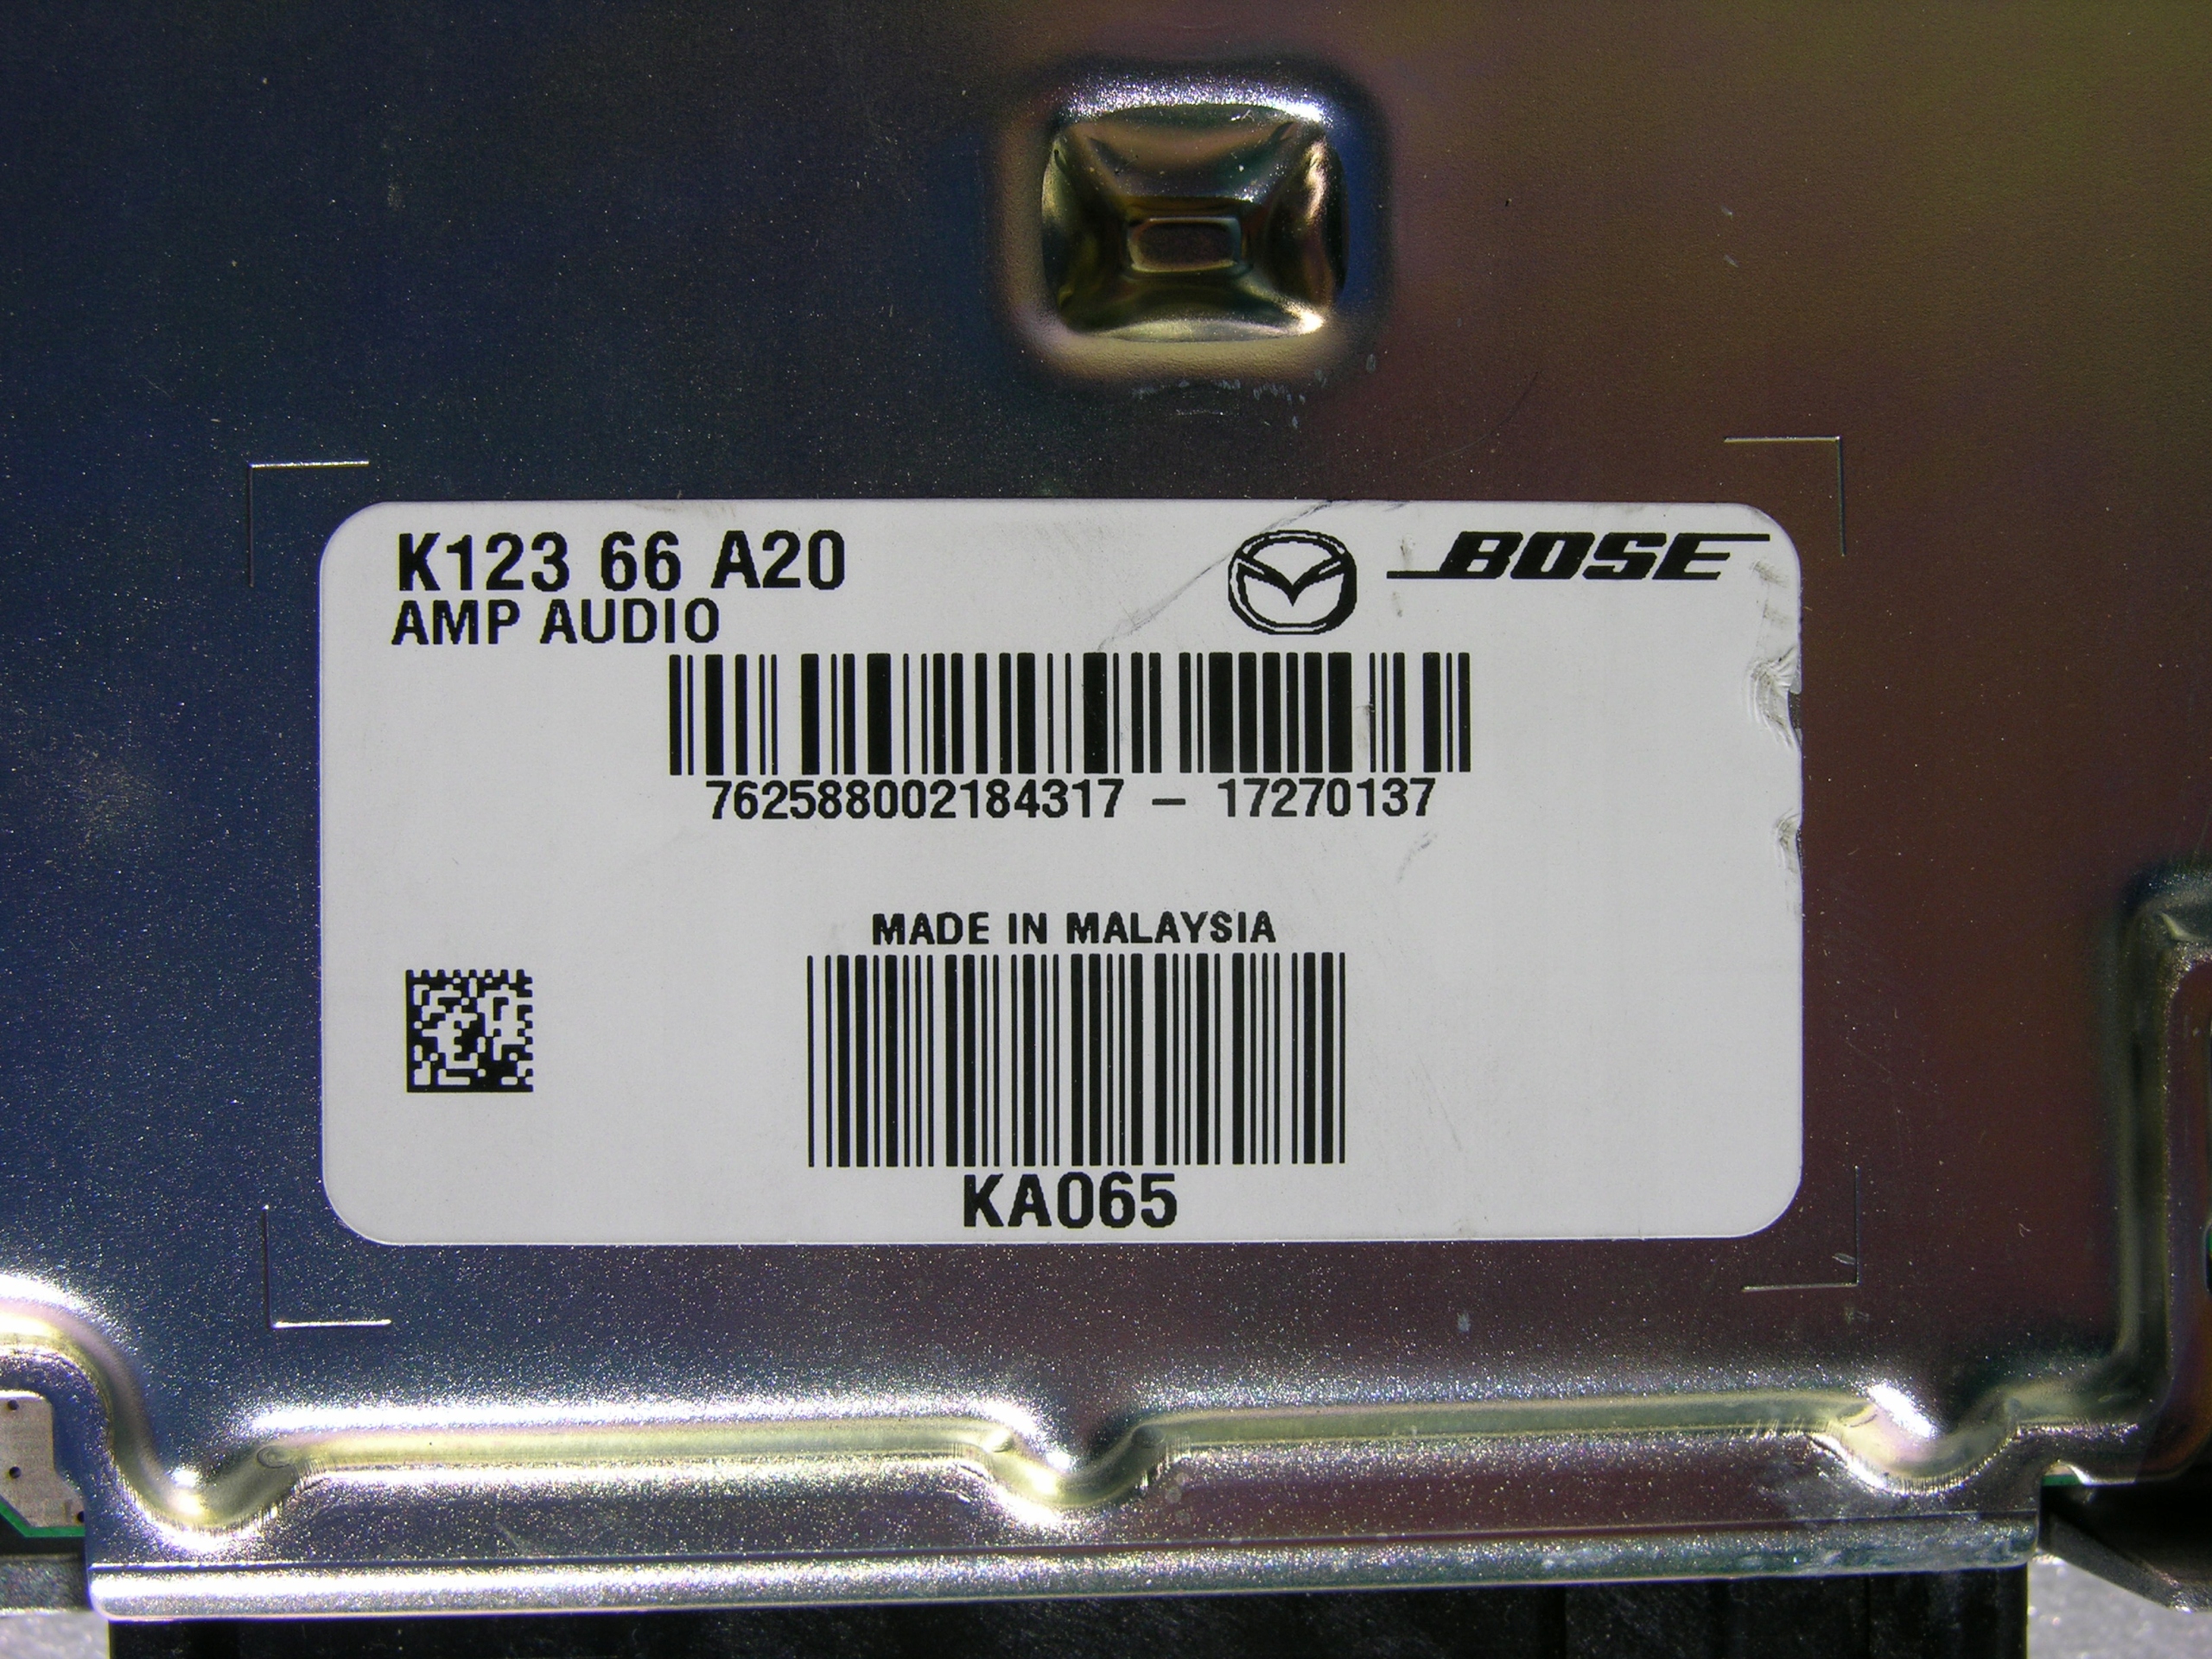 K123 66 A20
BOSE
AMP AUDIO
762588002184317 – 17270137
MADE IN MALAYSIA
KA065